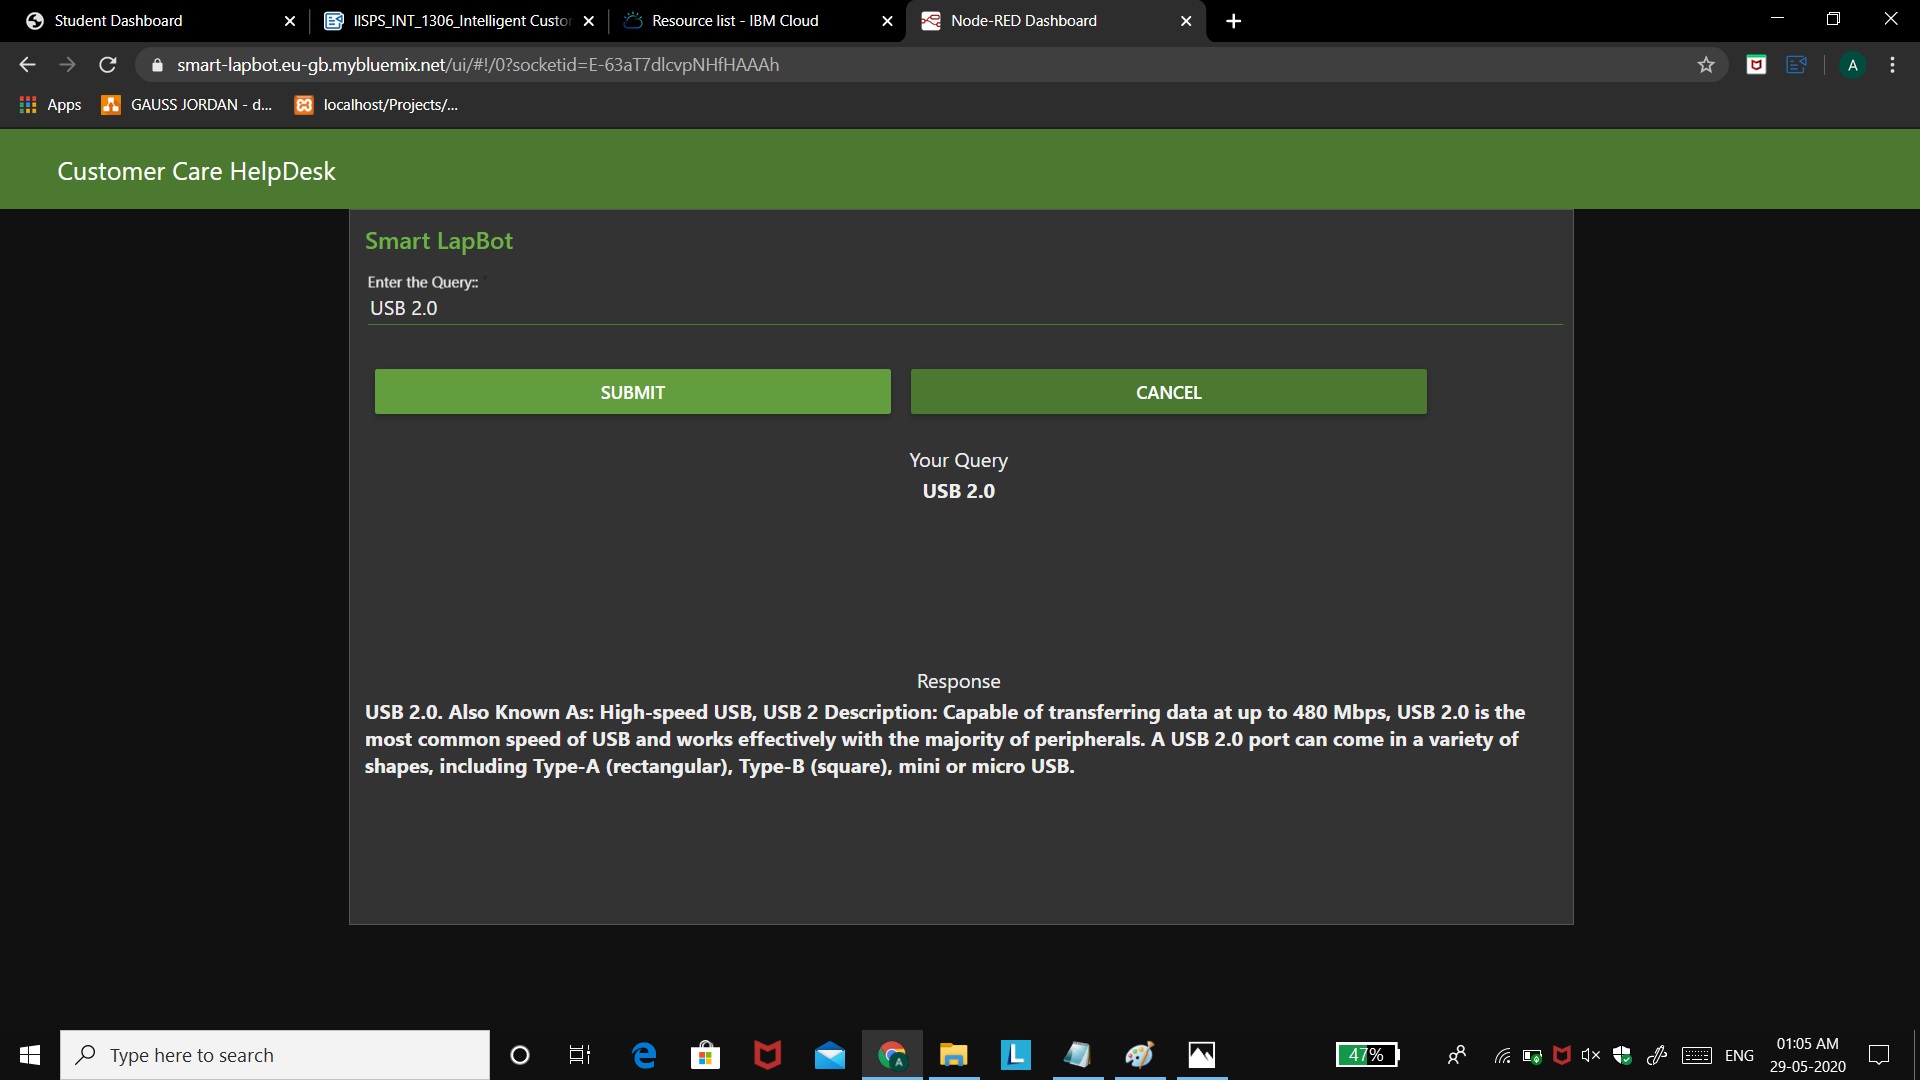 Student Dashboard
IISPS_INT_1306_Intelligent Custo
Resource list - IBM Cloud
Node-RED Dashboard
smart-lapbot.eu-gb.mybluemix.net/ui/#!/0?socketid=E-63aT7dlcvpNHfHAAAh
A
Apps
GAUSS JORDAN - d...
localhost/Projects/...
Customer Care HelpDesk
Smart LapBot
Enter the Query::
USB 2.0
SUBMIT
CANCEL
Your Query
USB 2.0
Response
USB 2.0. Also Known As: High-speed USB, USB 2 Description: Capable of transferring data at up to 480 Mbps, USB 2.0 is the
most common speed of USB and works effectively with the majority of peripherals. A USB 2.0 port can come in a variety of
shapes, including Type-A (rectangular), Type-B (square), mini or micro USB.
Type here to search
A
L
47%
ENG
01:05 AM
29-05-2020